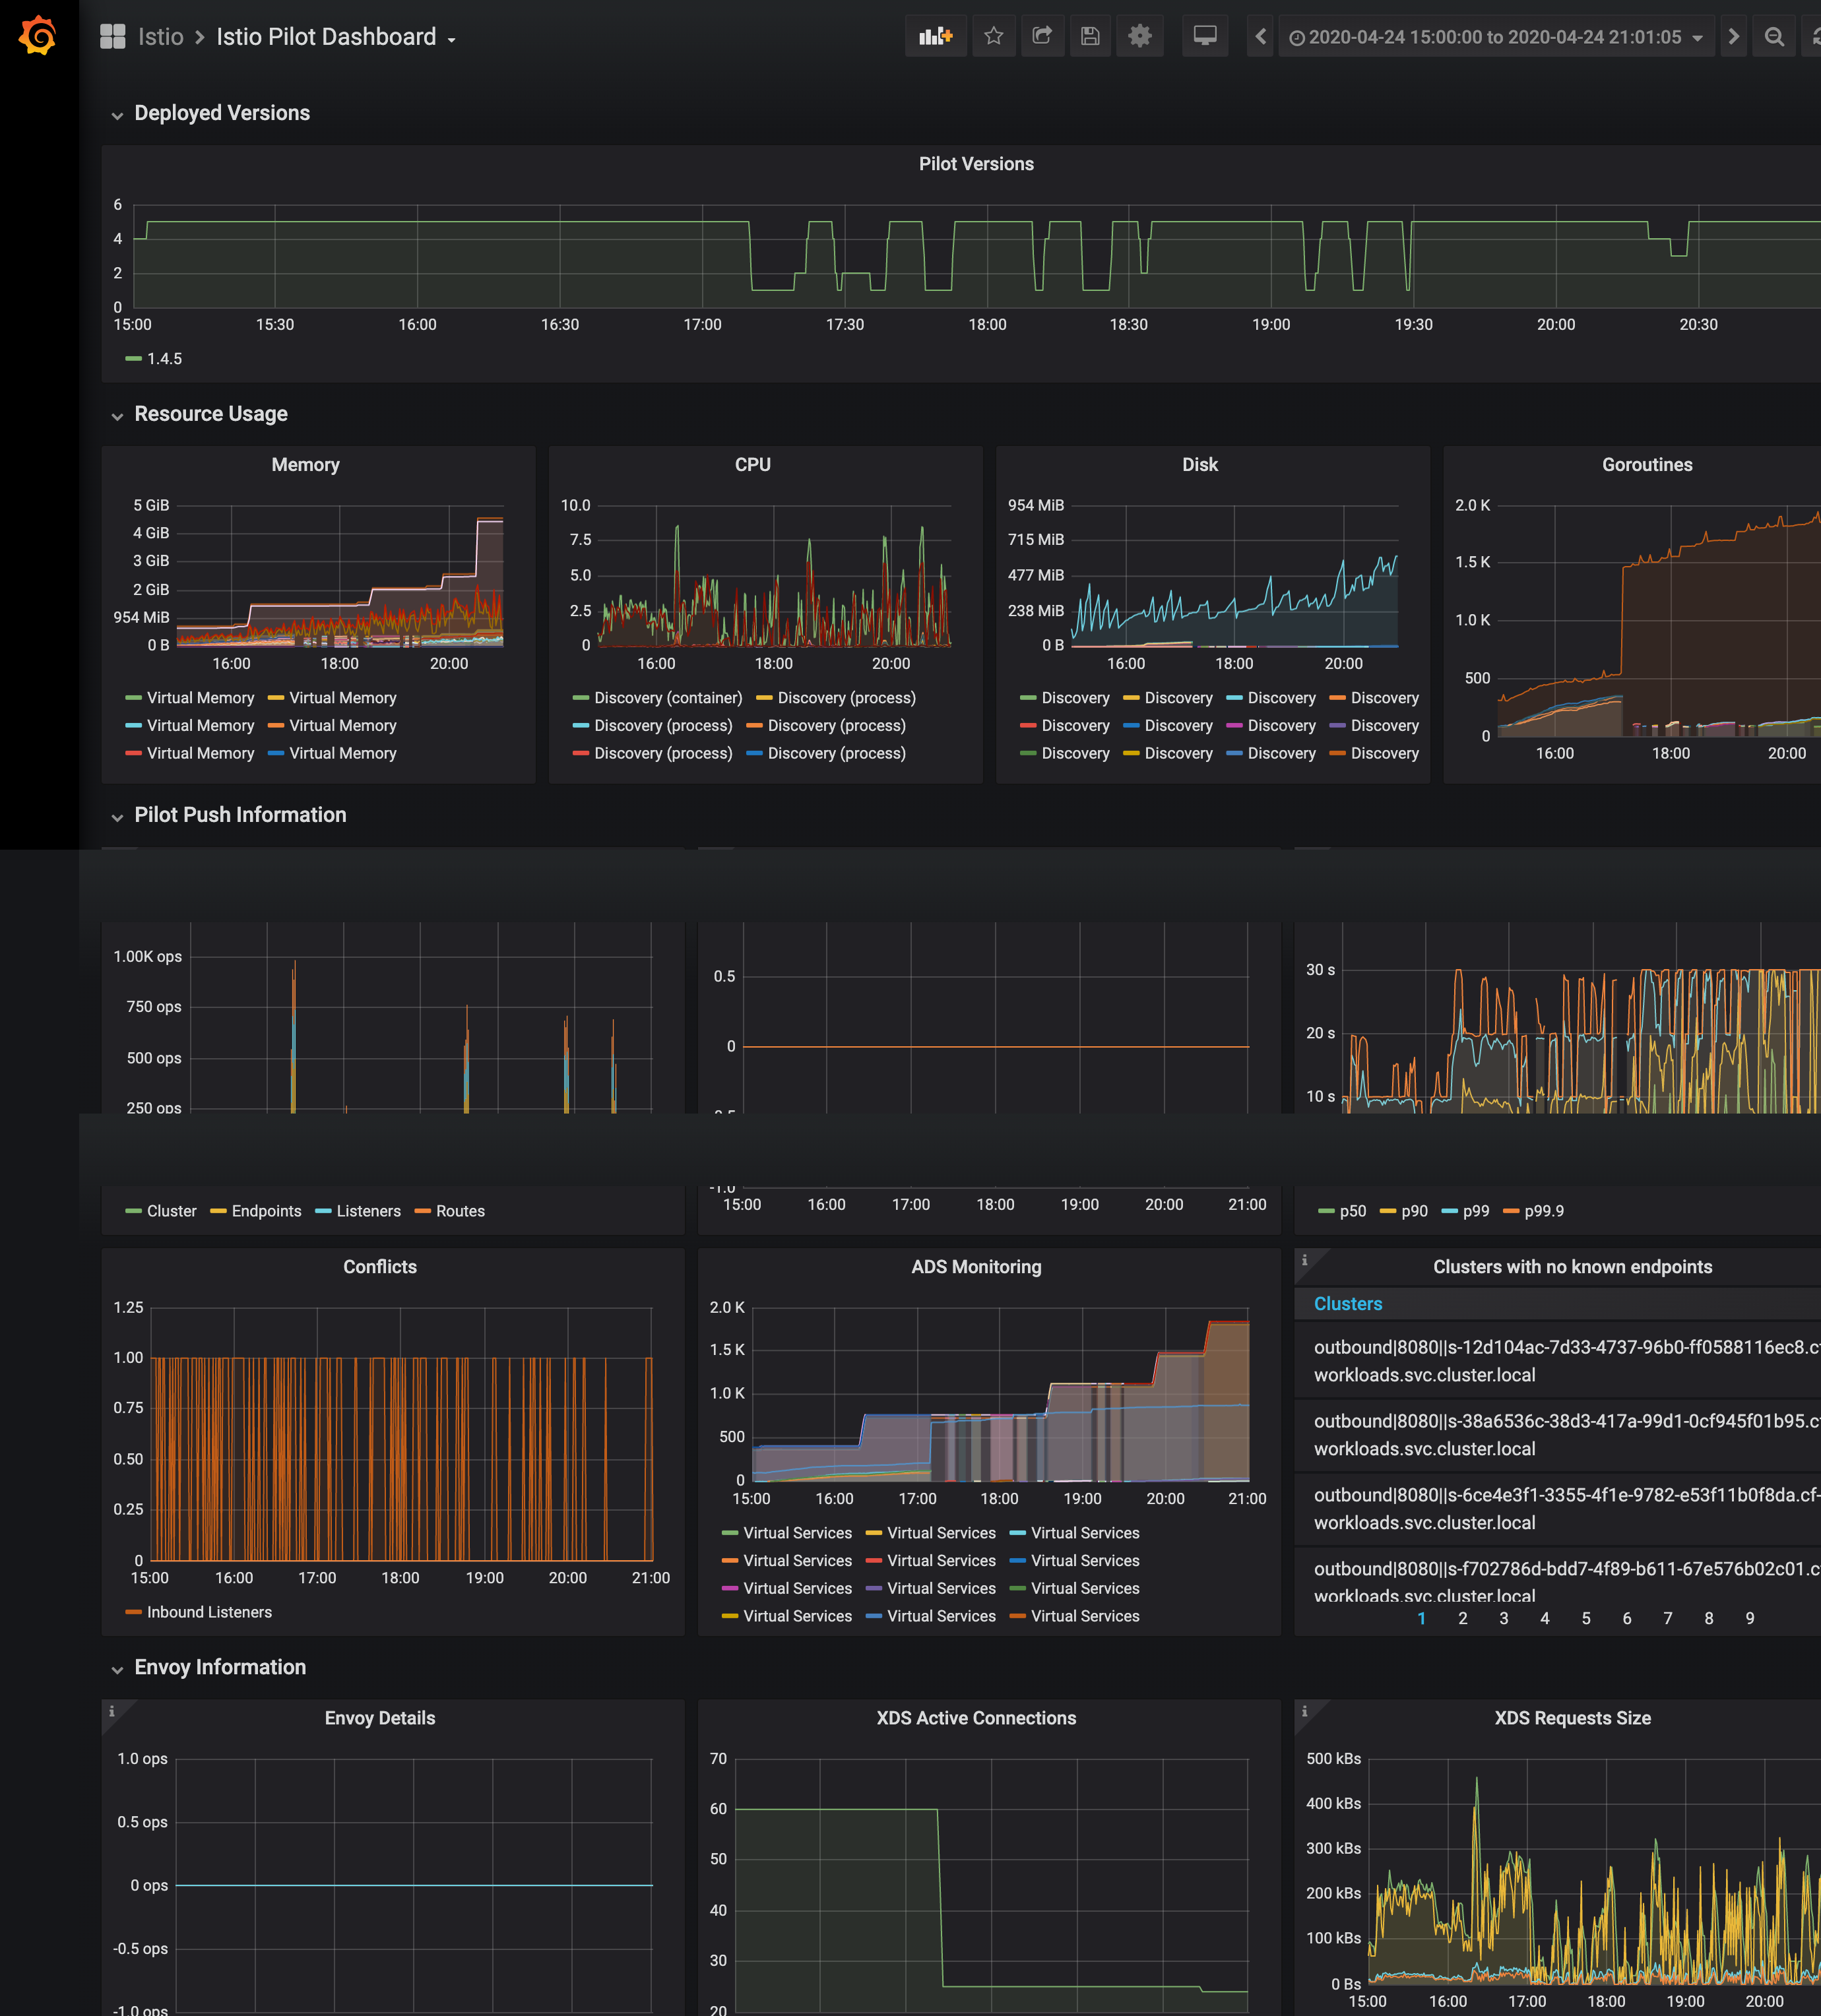 Istio > Istio Pilot Dashboard
2020-04-24 15:00:00 to 2020-04-24 21:01:05
Deployed Versions
Pilot Versions
6
4
2
0
15:00 15:30 16:00 16:30 17:00 17:30 18:00 18:30 19:00 19:30 20:00 20:30
1.4.5
Resource Usage
Memory
5 GiB
4 GiB
3 GiB
2 GiB
954 MiB
0 B
16:00 18:00 20:00
Virtual Memory Virtual Memory
Virtual Memory Virtual Memory
Virtual Memory Virtual Memory
CPU
10.0
7.5
5.0
2.5
0
16:00 18:00 20:00
Discovery (container) Discovery (process)
Discovery (process) Discovery (process)
Discovery (process) Discovery (process)
Disk
954 MiB
715 MiB
477 MiB
238 MiB
0 B
16:00 18:00 20:00
Discovery Discovery Discovery Discovery
Discovery Discovery Discovery Discovery
Discovery Discovery Discovery Discovery
Goroutines
2.0 K
1.5 K
1.0 K
500
0
16:00 18:00 20:00
Pilot Push Information
1.00K ops
750 ops
500 ops
250 ops
Cluster Endpoints Listeners Routes
0.5
0
-1.0
15:00 16:00 17:00 18:00 19:00 20:00 21:00
30 s
20 s
10 s
p50 p90 p99 p99.9
Conflicts
1.25
1.00
0.75
0.50
0.25
0
15:00 16:00 17:00 18:00 19:00 20:00 21:00
Inbound Listeners
ADS Monitoring
2.0 K
1.5 K
1.0 K
500
0
15:00 16:00 17:00 18:00 19:00 20:00 21:00
Virtual Services Virtual Services Virtual Services
Virtual Services Virtual Services Virtual Services
Virtual Services Virtual Services Virtual Services
Virtual Services Virtual Services Virtual Services
i
Clusters with no known endpoints
Clusters
outbound|8080||s-12d104ac-7d33-4737-96b0-ff0588116ec8.cf
workloads.svc.cluster.local
outbound|8080||s-38a6536c-38d3-417a-99d1-0cf945f01b95.cf
workloads.svc.cluster.local
outbound|8080||s-6ce4e3f1-3355-4f1e-9782-e53f11b0f8da.cf-
workloads.svc.cluster.local
outbound|8080||s-f702786d-bdd7-4f89-b611-67e576b02c01.cf
workloads.svc.cluster.local
1 2 3 4 5 6 7 8 9
Envoy Information
i
Envoy Details
1.0 ops
0.5 ops
0 ops
-0.5 ops
-1.0 ops
XDS Active Connections
70
60
50
40
30
20
i
XDS Requests Size
500 kBs
400 kBs
300 kBs
200 kBs
100 kBs
0 Bs
15:00 16:00 17:00 18:00 19:00 20:00